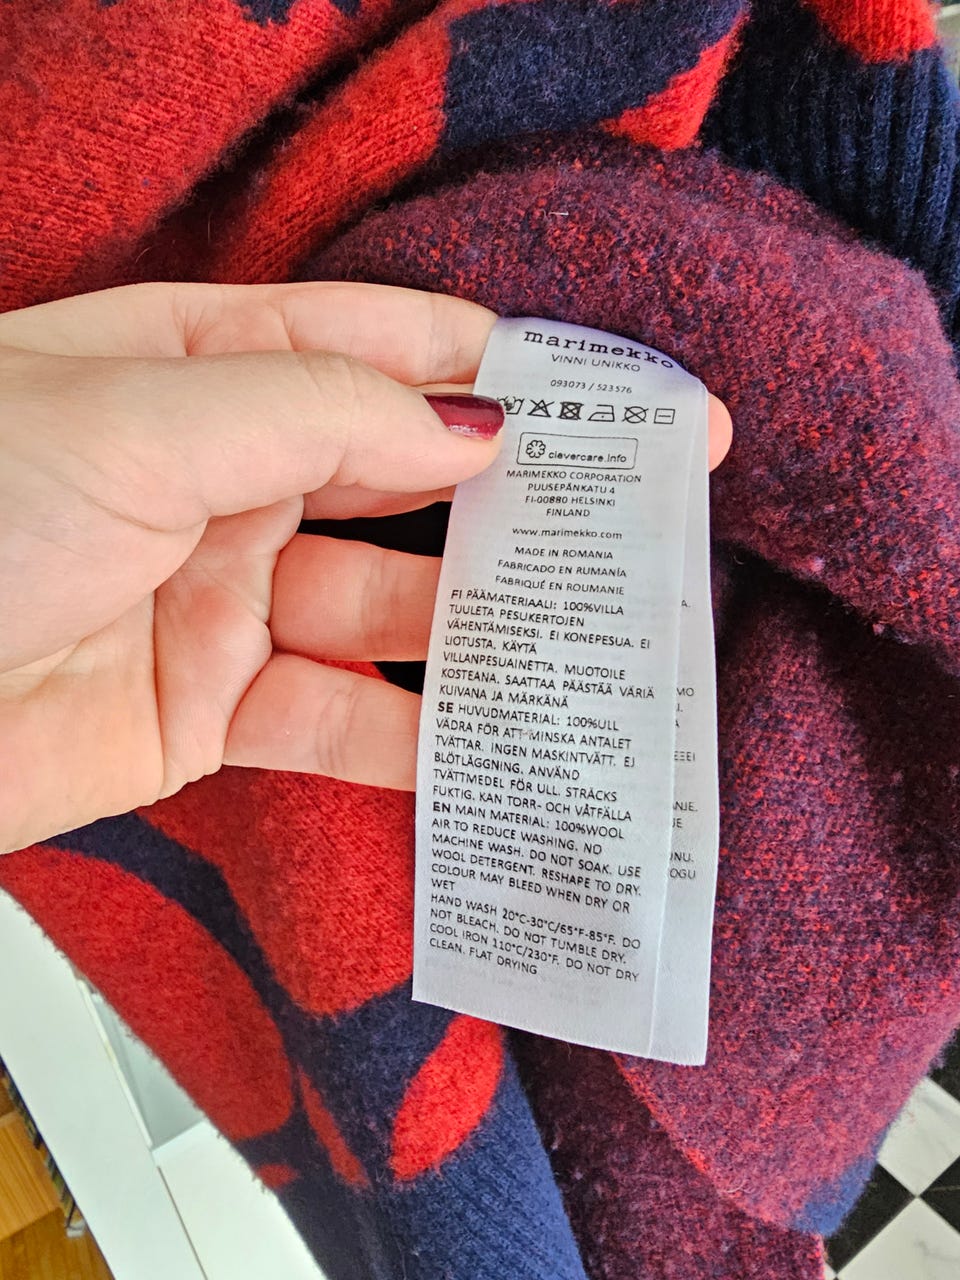 marimekko
VINNI UNIKKO
093073 / 523576
clevercare.info
MARIMEKKO CORPORATION
PUUSEPÄNKATU 4
FI-00880 HELSINKI
FINLAND
www.marimekko.com
MADE IN ROMANIA
FABRICADO EN RUMANÍA
FABRIQUÉ EN ROUMANIE
FI PÄÄMATERIAALI: 100%VILLA
TUULETA PESUKERTOJEN
VÄHENTÄMISEKSI. EI KONEPESUA. EI
LIOTUSTA. KÄYTÄ
VILLANPESUAINETTA. MUOTOILE
KOSTEANA. SAATTAA PÄÄSTÄÄ VÄRIÄ
KUIVANA JA MÄRKÄNÄ
SE HUVUDMATERIAL: 100%ULL
VÄDRA FÖR ATT MINSKA ANTALET
TVÄTTAR. INGEN MASKINTVÄTT. EJ
BLÖTLÄGGNING. ANVÄND
TVÄTTMEDEL FÖR ULL. STRÄCKS
FUKTIG. KAN TORR- OCH VÅTFÄLLA
EN MAIN MATERIAL: 100%WOOL
AIR TO REDUCE WASHING. NO
MACHINE WASH. DO NOT SOAK. USE
WOOL DETERGENT. RESHAPE TO DRY.
COLOUR MAY BLEED WHEN DRY OR
WET
HAND WASH 20°C-30°C/65°F-85°F. DO
NOT BLEACH. DO NOT TUMBLE DRY.
COOL IRON 110°C/230°F. DO NOT DRY
CLEAN. FLAT DRYING